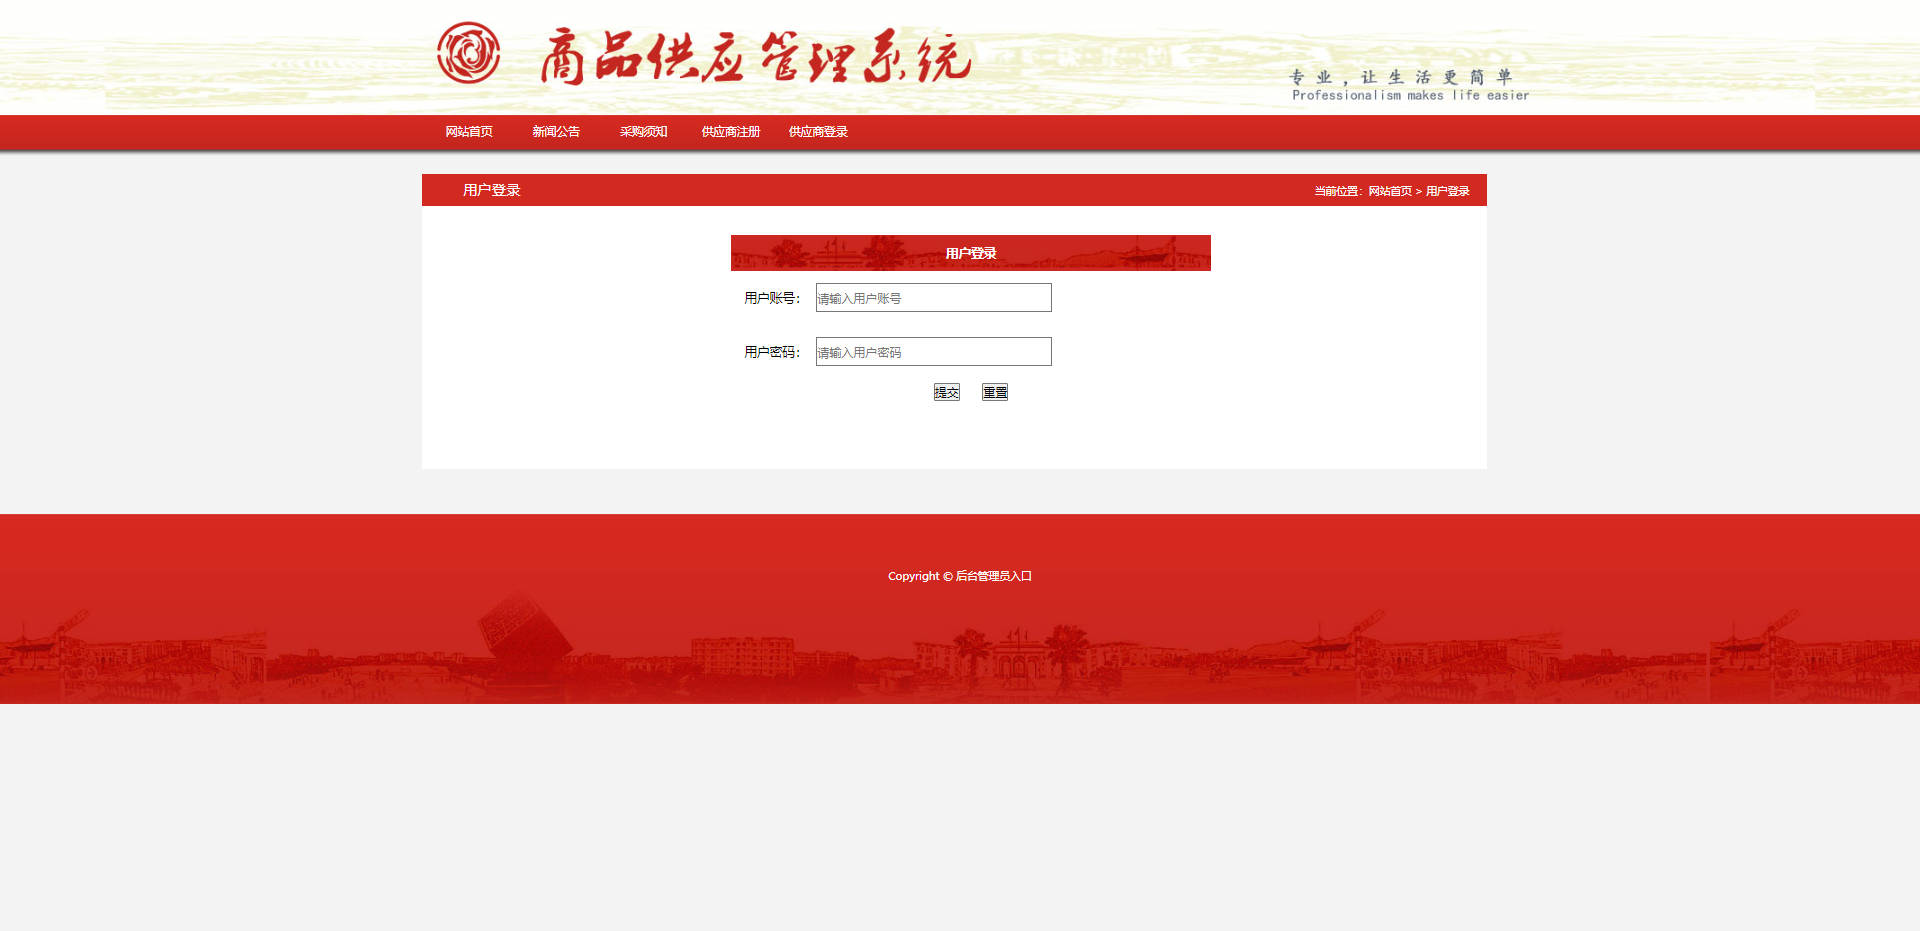 商品供应管理系统
专业，让生活更简单
Professionalism makes life easier
网站首页 新闻公告 采购须知 供应商注册 供应商登录
用户登录 当前位置：网站首页 > 用户登录
用户登录
用户账号： 请输入用户账号
用户密码： 请输入用户密码
提交 重置
Copyright © 后台管理员入口